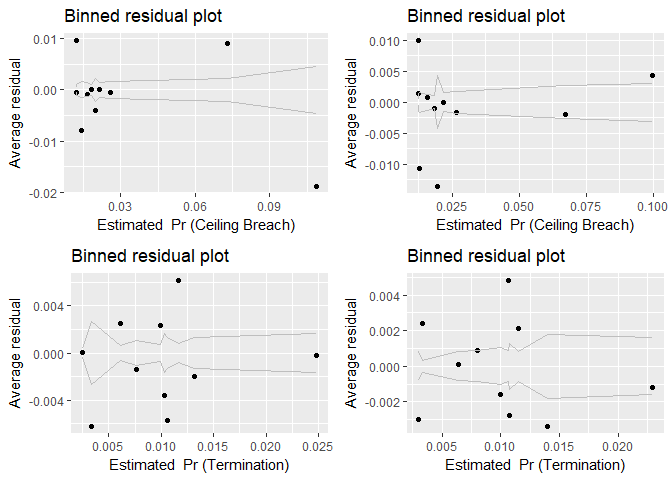 Binned residual plot
Average residual
0.01
0.00
-0.01
-0.02
0.03
0.06
0.09
Estimated Pr (Ceiling Breach)
Binned residual plot
Average residual
0.010
0.005
0.000
-0.005
-0.010
0.025
0.050
0.075
0.100
Estimated Pr (Ceiling Breach)
Binned residual plot
Average residual
0.004
0.000
-0.004
0.005
0.010
0.015
0.020
0.025
Estimated Pr (Termination)
Binned residual plot
Average residual
0.004
0.002
0.000
-0.002
0.005
0.010
0.015
0.020
Estimated Pr (Termination)